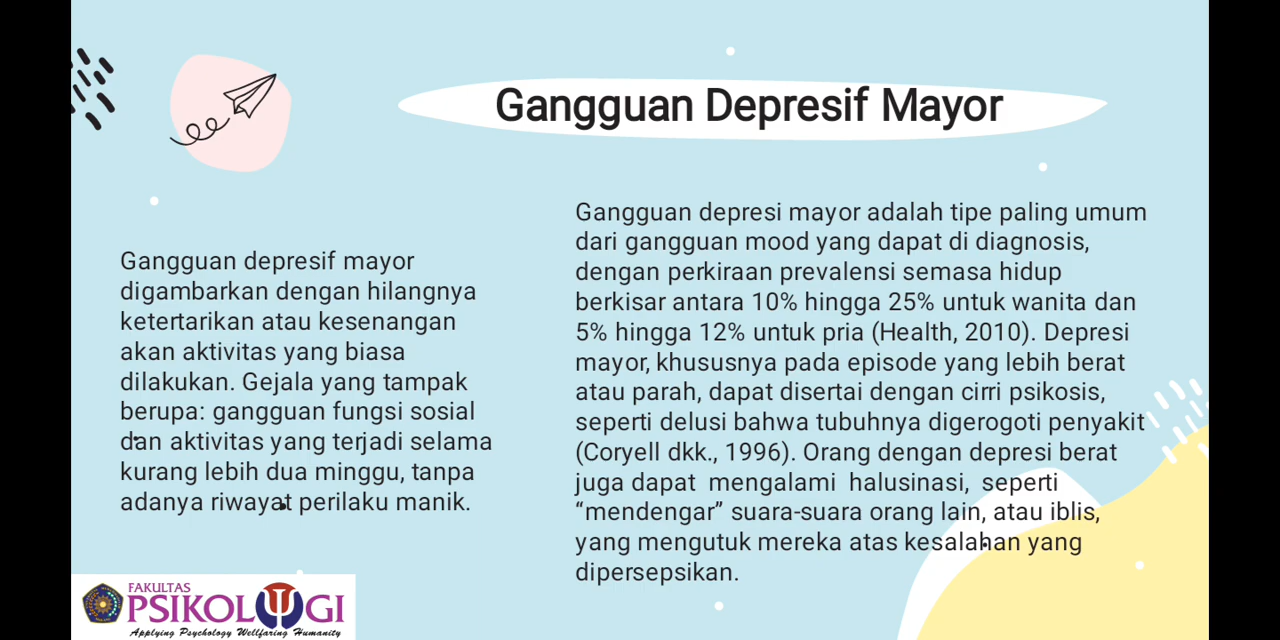 Gangguan Depresif Mayor
Gangguan depresif mayor
digambarkan dengan hilangnya
ketertarikan atau kesenangan
akan aktivitas yang biasa
dilakukan. Gejala yang tampak
berupa: gangguan fungsi sosial
dan aktivitas yang terjadi selama
kurang lebih dua minggu, tanpa
adanya riwayat perilaku manik.
Gangguan depresi mayor adalah tipe paling umum
dari gangguan mood yang dapat di diagnosis,
dengan perkiraan prevalensi semasa hidup
berkisar antara 10% hingga 25% untuk wanita dan
5% hingga 12% untuk pria (Health, 2010). Depresi
mayor, khususnya pada episode yang lebih berat
atau parah, dapat disertai dengan cirri psikosis,
seperti delusi bahwa tubuhnya digerogoti penyakit
(Coryell dkk., 1996). Orang dengan depresi berat
juga dapat mengalami halusinasi, seperti
“mendengar” suara-suara orang lain, atau iblis,
yang mengutuk mereka atas kesalahan yang
dipersepsikan.
FAKULTAS
PSIKOLOGI
Applying Psychology Wellfaring Humanity